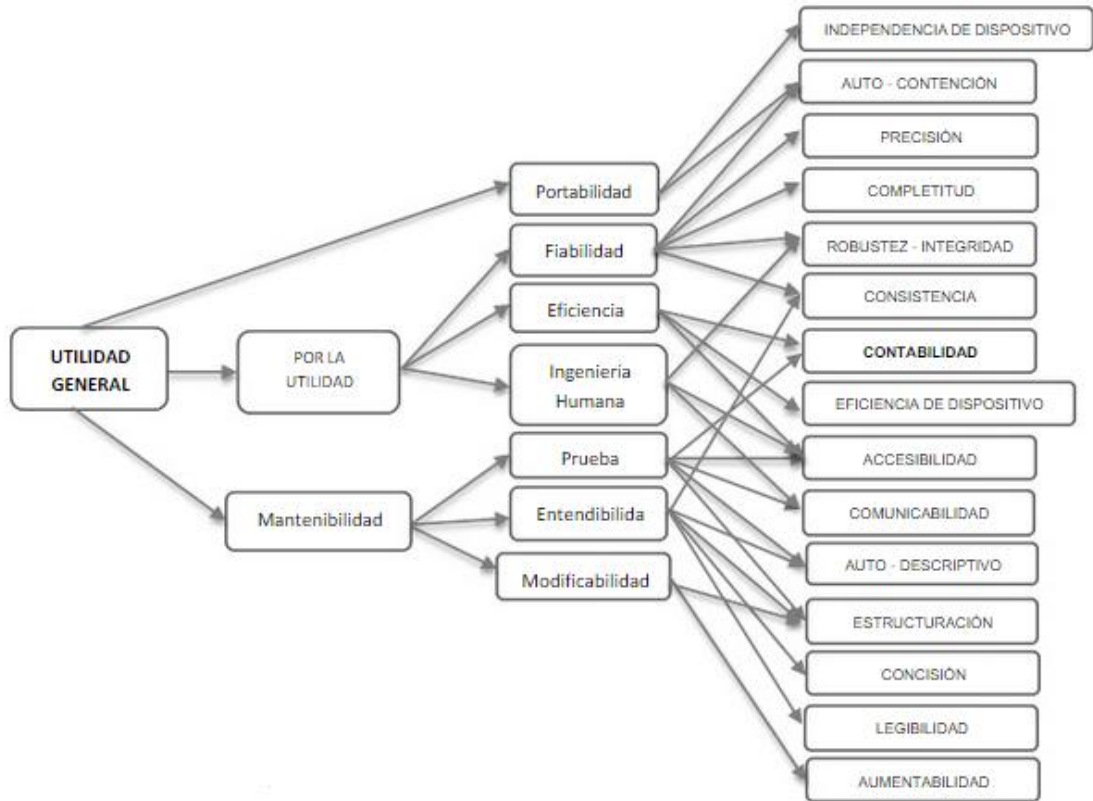 UTILIDAD
GENERAL
POR LA
UTILIDAD
Mantenibilidad
Portabilidad
Fiabilidad
Eficiencia
Ingeniería
Humana
Prueba
Entendibilida
Modificabilidad
INDEPENDENCIA DE DISPOSITIVO
AUTO - CONTENCIÓN
PRECISIÓN
COMPLETITUD
ROBUSTEZ - INTEGRIDAD
CONSISTENCIA
CONTABILIDAD
EFICIENCIA DE DISPOSITIVO
ACCESIBILIDAD
COMUNICABILIDAD
AUTO - DESCRIPTIVO
ESTRUCTURACIÓN
CONCISIÓN
LEGIBILIDAD
AUMENTABILIDAD